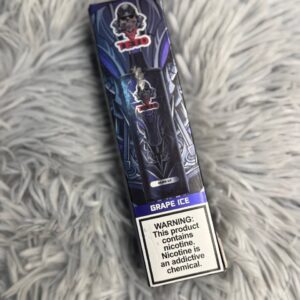 GRAPE ICE
WARNING:
This product
contains
nicotine.
Nicotine is
an addictive
chemical.